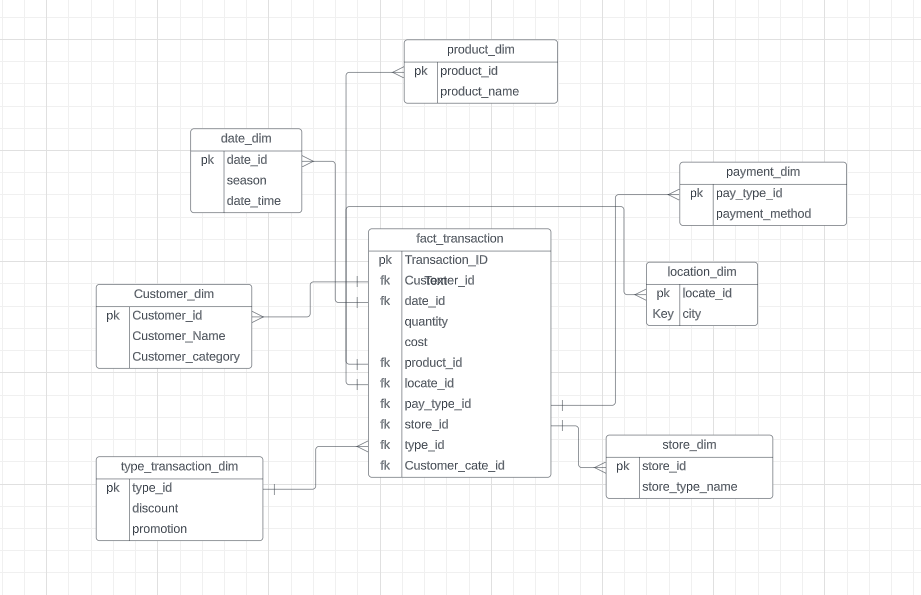 product_dim
pk product_id
product_name
date_dim
pk date_id
season
date_time
payment_dim
pk pay_type_id
payment_method
fact_transaction
pk Transaction_ID
fk Customer_id
Text
fk date_id
quantity
cost
fk product_id
fk locate_id
fk pay_type_id
fk store_id
fk type_id
fk Customer_cate_id
location_dim
pk locate_id
Key city
Customer_dim
pk Customer_id
Customer_Name
Customer_category
type_transaction_dim
pk type_id
discount
promotion
store_dim
pk store_id
store_type_name